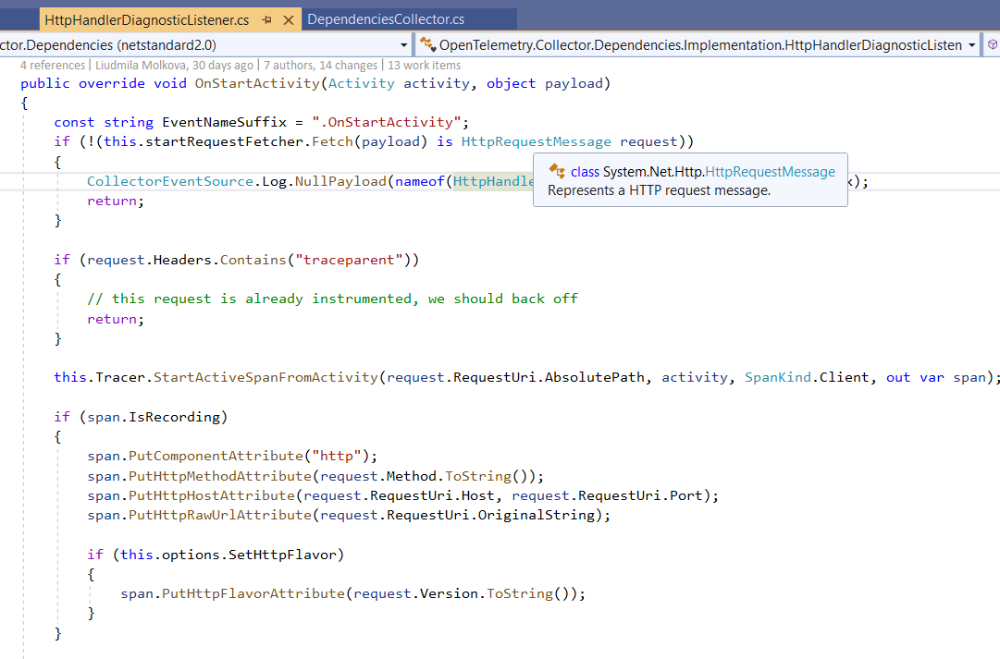 HttpHandlerDiagnosticListener.cs DependenciesCollector.cs
ctor.Dependencies (netstandard2.0) OpenTelemetry.Collector.Dependencies.Implementation.HttpHandlerDiagnosticListen
4 references | Liudmila Molkova, 30 days ago | 7 authors, 14 changes | 13 work items
public override void OnStartActivity(Activity activity, object payload)
{
const string EventNameSuffix = ".OnStartActivity";
if (!(this.startRequestFetcher.Fetch(payload) is HttpRequestMessage request))
{
class System.Net.Http.HttpRequestMessage
Represents a HTTP request message.
CollectorEventSource.Log.NullPayload(nameof(HttpHandle );
return;
}
if (request.Headers.Contains("traceparent"))
{
// this request is already instrumented, we should back off
return;
}
this.Tracer.StartActiveSpanFromActivity(request.RequestUri.AbsolutePath, activity, SpanKind.Client, out var span);
if (span.IsRecording)
{
span.PutComponentAttribute("http");
span.PutHttpMethodAttribute(request.Method.ToString());
span.PutHttpHostAttribute(request.RequestUri.Host, request.RequestUri.Port);
span.PutHttpRawUrlAttribute(request.RequestUri.OriginalString);
if (this.options.SetHttpFlavor)
{
span.PutHttpFlavorAttribute(request.Version.ToString());
}
}